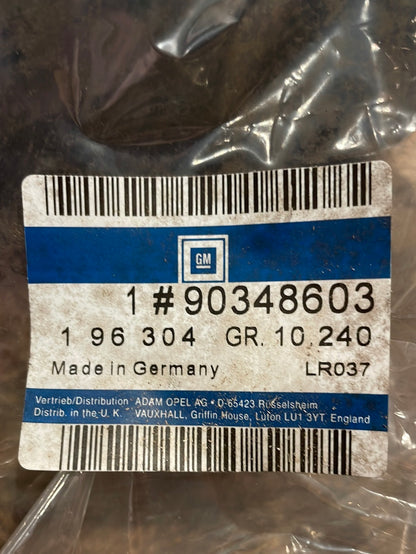 GM
1 # 90348603
1 96 304 GR. 10.240
Made in Germany LR037
Vertrieb/Distribution ADAM OPEL AG • D-65423 Rüsselsheim
Distrib. in the U. K. VAUXHALL, Griffin House, Luton LU1 3YT. England